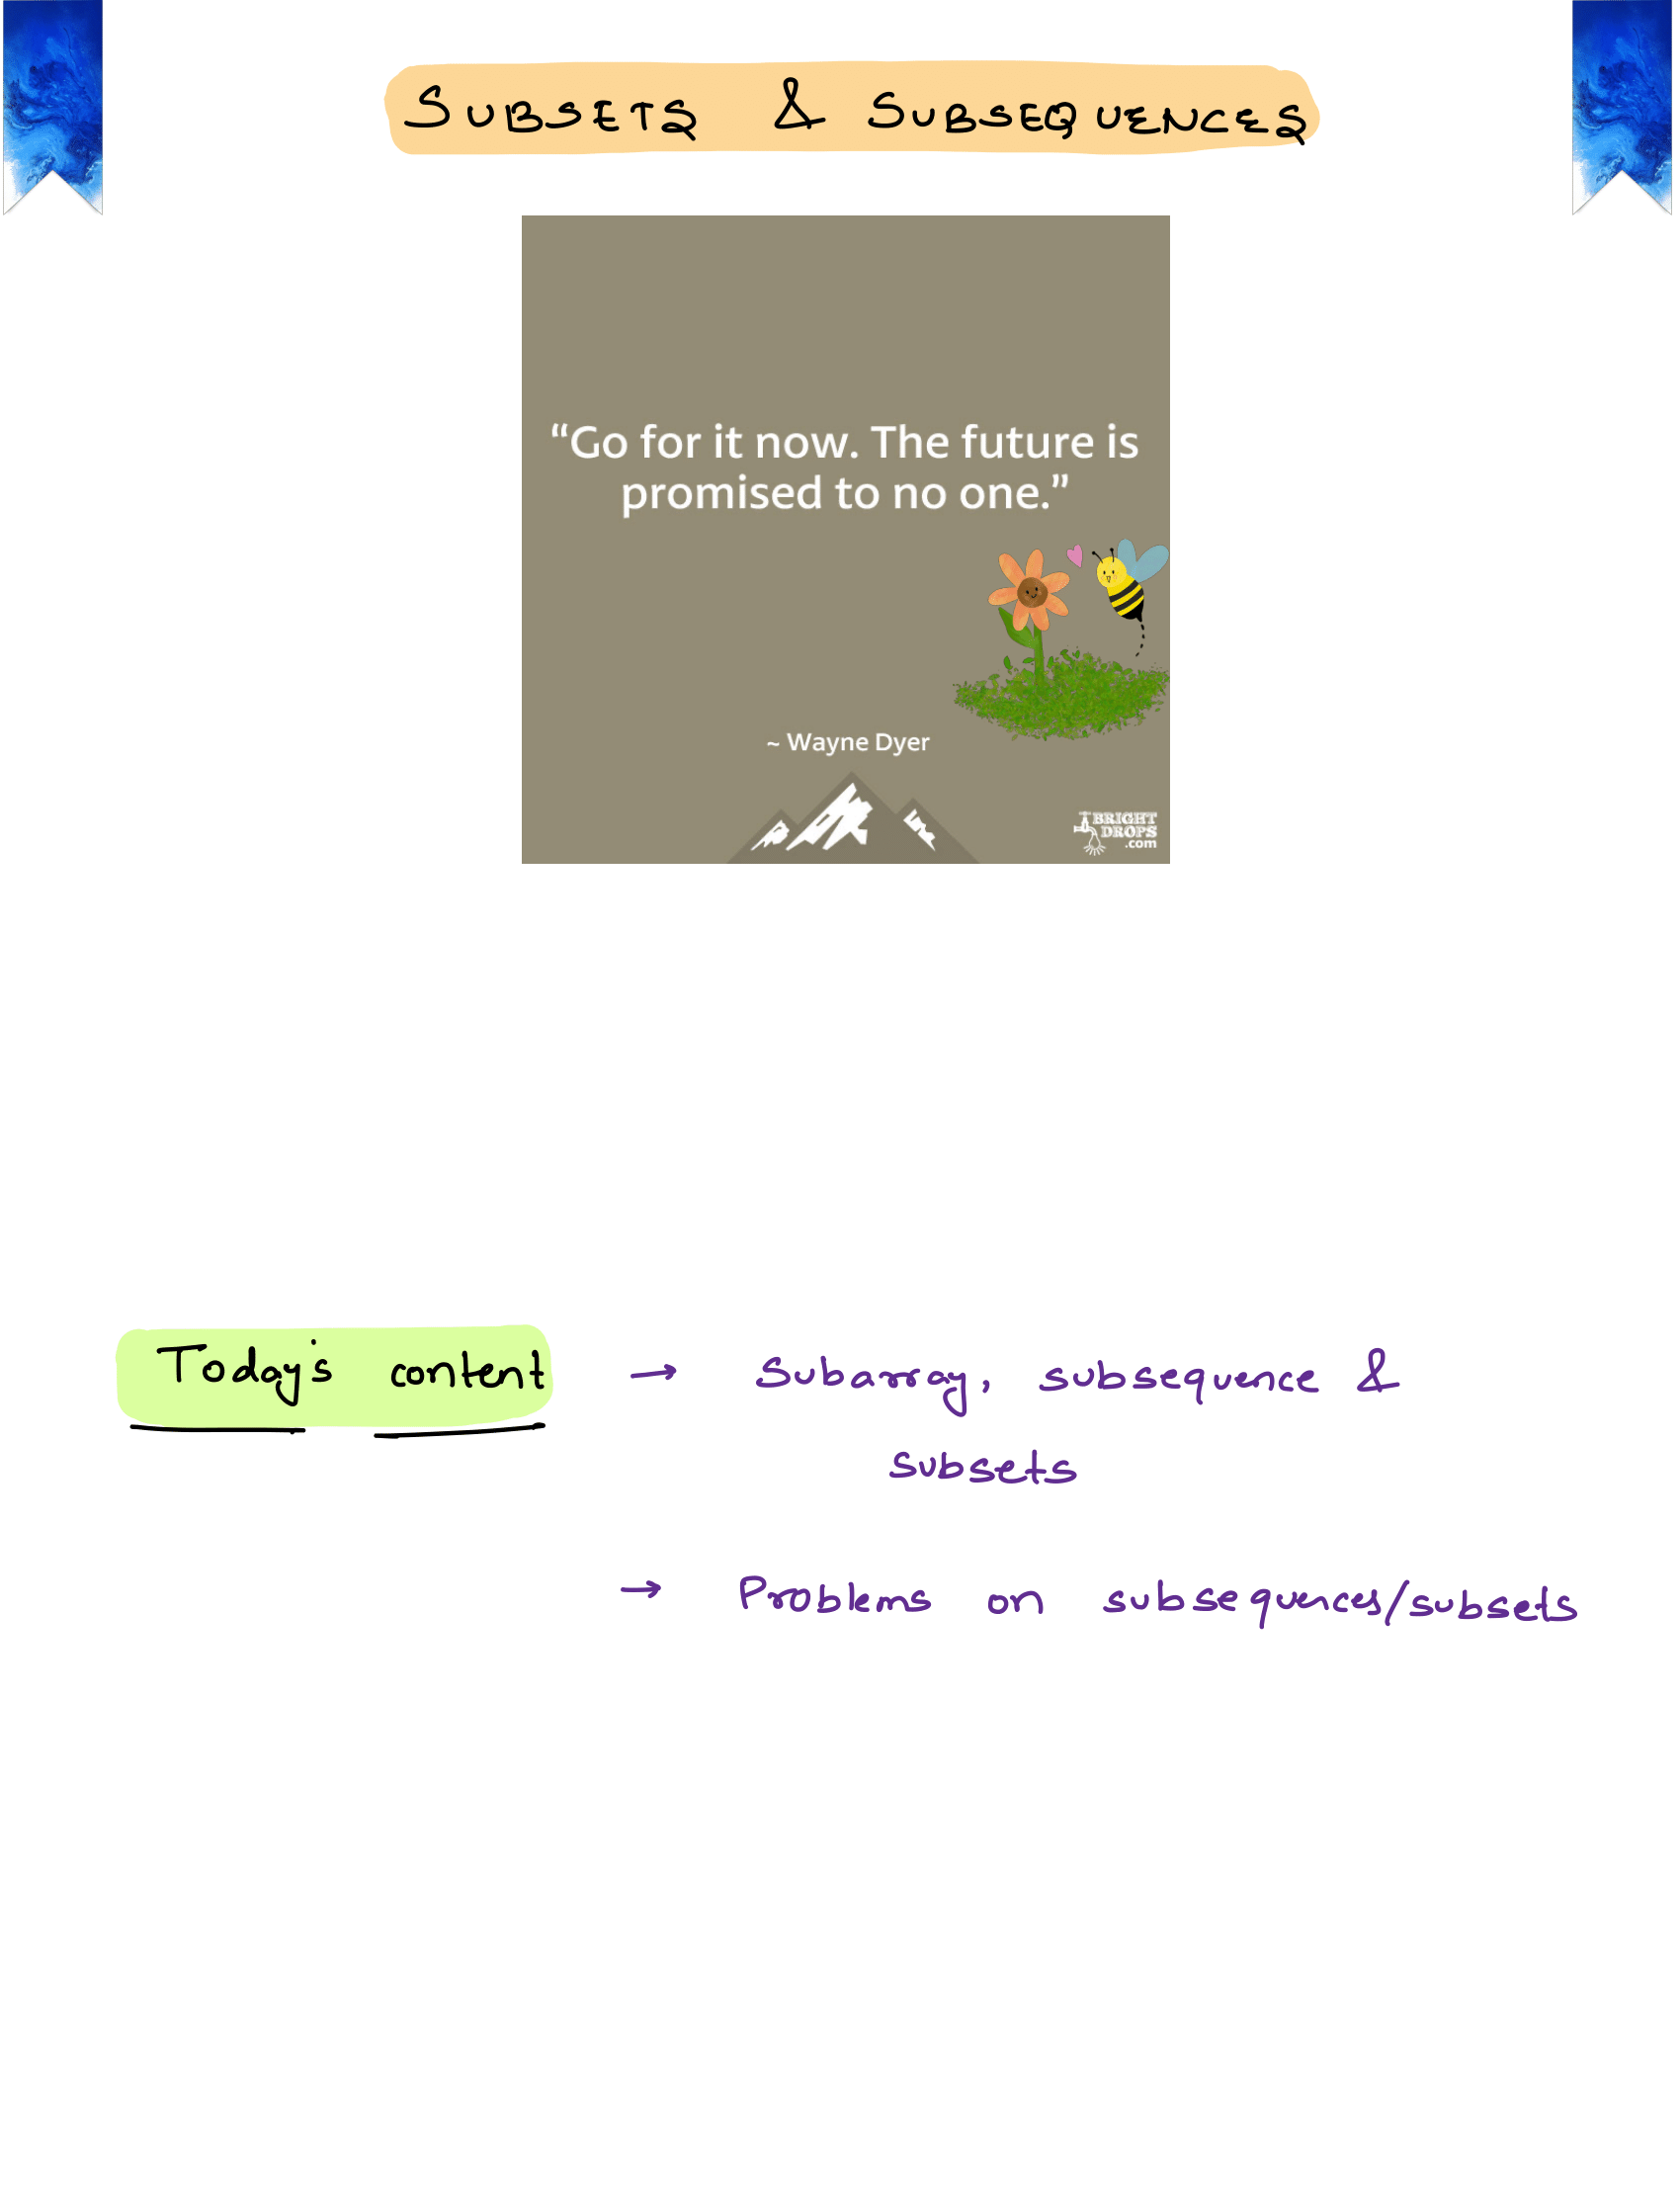 SUBSETS & SUBSEQUENCES
“Go for it now. The future is
promised to no one.”
~ Wayne Dyer
BRIGHT
DROPS
.com
Today's content → Subarray, subsequence &
subsets
→ Problems on subsequences/subsets